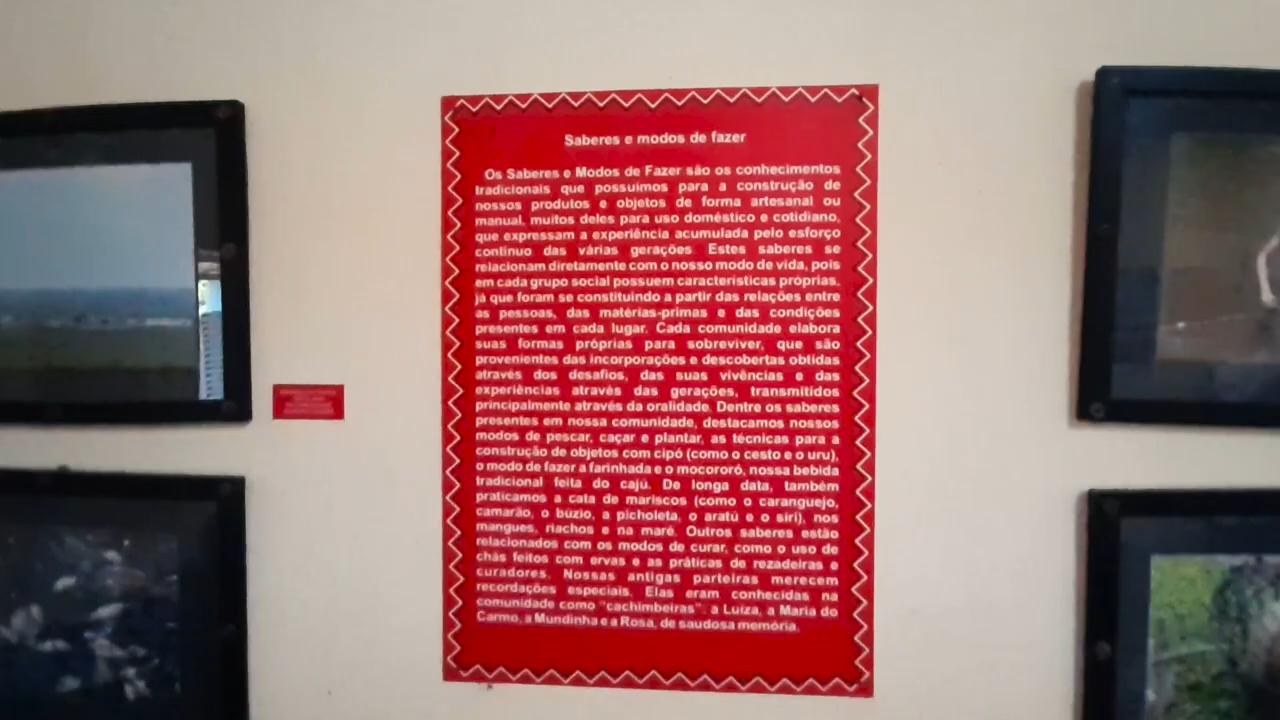 Saberes e modos de fazer
Os Saberes e Modos de Fazer são os conhecimentos
tradicionais que possuímos para a construção de
nossos produtos e objetos de forma artesanal ou
manual, muitos deles para uso doméstico e cotidiano,
que expressam a experiência acumulada pelo esforço
contínuo das várias gerações. Estes saberes se
relacionam diretamente com o nosso modo de vida, pois
em cada grupo social possuem características próprias,
já que foram se constituindo a partir das relações entre
as pessoas, das matérias-primas e das condições
presentes em cada lugar. Cada comunidade elabora
suas formas próprias para sobreviver, que são
provenientes das incorporações e descobertas obtidas
através dos desafios, das suas vivências e das
experiências através das gerações, transmitidos
principalmente através da oralidade. Dentre os saberes
presentes em nossa comunidade, destacamos nossos
modos de pescar, caçar e plantar, as técnicas para a
construção de objetos com cipó (como o cesto e o uru),
o modo de fazer a farinhada e o mocororó, nossa bebida
tradicional feita do cajú. De longa data, também
praticamos a cata de mariscos (como o caranguejo,
camarão, o búzio, a picholeta, o aratú e o siri), nos
mangues, riachos e na maré. Outros saberes estão
relacionados com os modos de curar, como o uso de
chás feitos com ervas e as práticas de rezadeiras e
curadores. Nossas antigas parteiras merecem
recordações especiais. Elas eram conhecidas na
comunidade como "cachimbeiras": a Luíza, a Maria do
Carmo, a Mundinha e a Rosa, de saudosa memória.